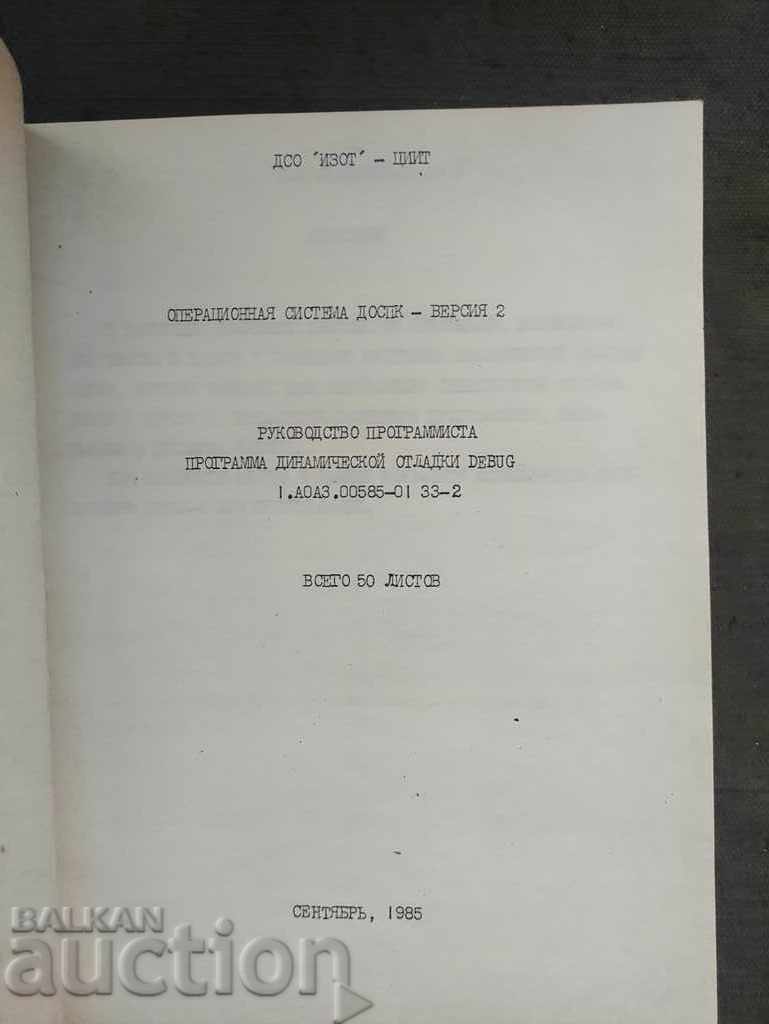 ДСО "ИЗОТ" - ЦИИТ
ОПЕРАЦИОННАЯ СИСТЕМА ДОСПК - ВЕРСИЯ 2
РУКОВОДСТВО ПРОГРАММИСТА
ПРОГРАММА ДИНАМИЧЕСКОЙ ОТЛАДКИ DEBUG
1.АОАЗ.00585-01 33-2
ВСЕГО 50 ЛИСТОВ
СЕНТЯБРЬ, 1985
BALKAN
auction